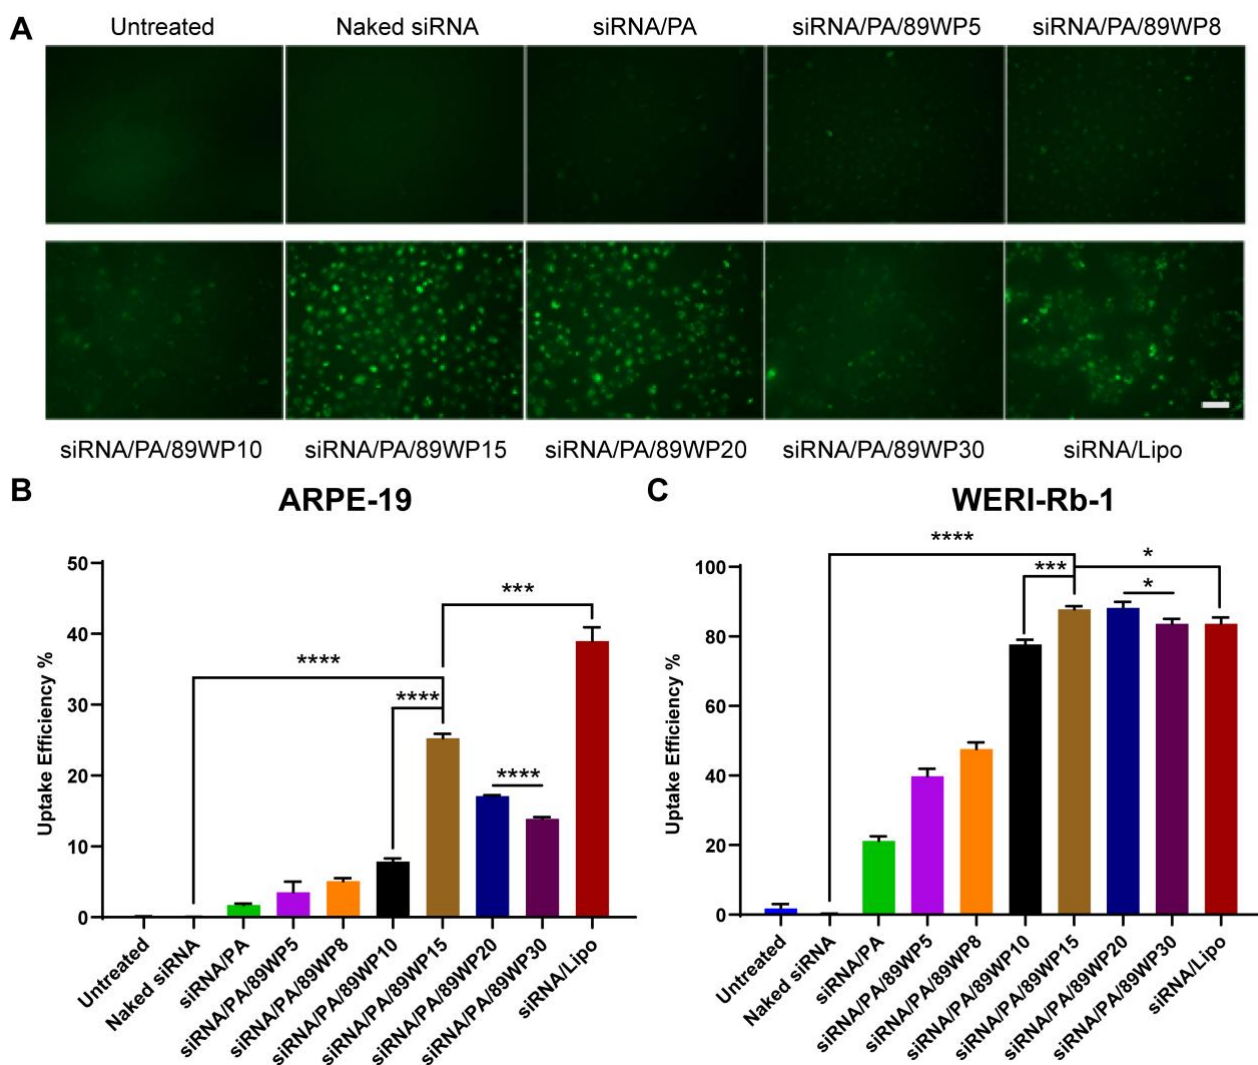 A
Untreated Naked siRNA siRNA/PA siRNA/PA/89WP5 siRNA/PA/89WP8
siRNA/PA/89WP10 siRNA/PA/89WP15 siRNA/PA/89WP20 siRNA/PA/89WP30 siRNA/Lipo
B
ARPE-19
Uptake Efficiency %
50
40
30
20
10
0
****
****
****
***
Untreated
Naked siRNA
siRNA/PA
siRNA/PA/89WP5
siRNA/PA/89WP8
siRNA/PA/89WP10
siRNA/PA/89WP15
siRNA/PA/89WP20
siRNA/PA/89WP30
siRNA/Lipo
C
WERI-Rb-1
Uptake Efficiency %
100
80
60
40
20
0
****
***
*
*
Untreated
Naked siRNA
siRNA/PA
siRNA/PA/89WP5
siRNA/PA/89WP8
siRNA/PA/89WP10
siRNA/PA/89WP15
siRNA/PA/89WP20
siRNA/PA/89WP30
siRNA/Lipo